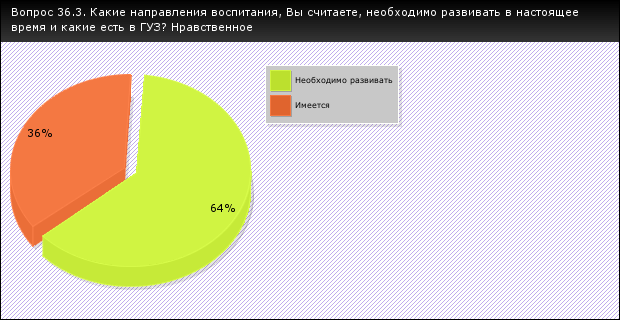 Вопрос 36.3. Какие направления воспитания, Вы считаете, необходимо развивать в настоящее
время и какие есть в ГУЗ? Нравственное
Необходимо развивать
Имеется
36%
64%